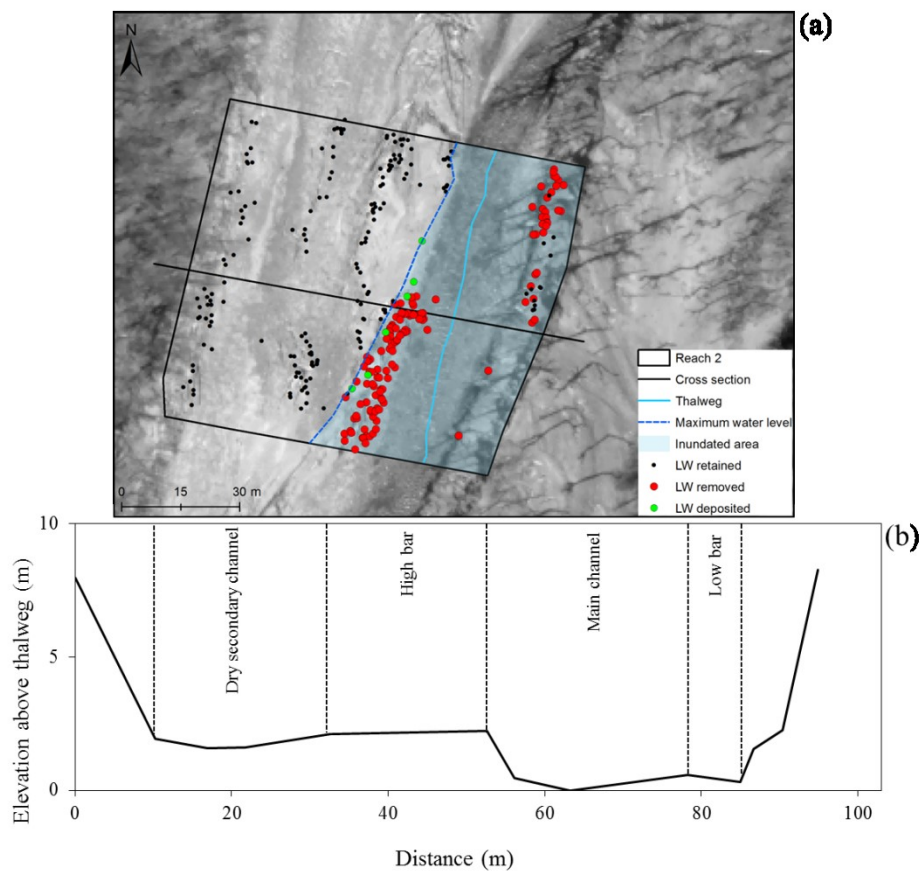 (a)
N
Reach 2
Cross section
Thalweg
Maximum water level
Inundated area
LW retained
LW removed
LW deposited
0 15 30 m
(b)
10
5
0
Elevation above thalweg (m)
Dry secondary channel
High bar
Main channel
Low bar
0 20 40 60 80 100
Distance (m)